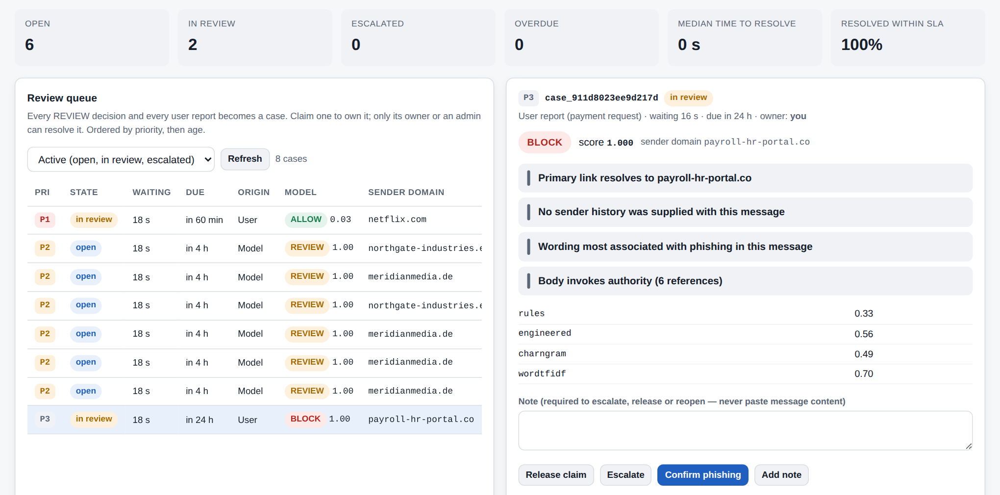 OPEN
6
IN REVIEW
2
ESCALATED
0
OVERDUE
0
MEDIAN TIME TO RESOLVE
0 s
RESOLVED WITHIN SLA
100%
Review queue
Every REVIEW decision and every user report becomes a case. Claim one to own it; only its owner or an admin
can resolve it. Ordered by priority, then age.
Active (open, in review, escalated) Refresh 8 cases
PRI STATE WAITING DUE ORIGIN MODEL SENDER DOMAIN
P1 in review 18 s in 60 min User ALLOW 0.03 netflix.com
P2 open 18 s in 4 h Model REVIEW 1.00 northgate-industries.
P2 open 18 s in 4 h Model REVIEW 1.00 meridianmedia.de
P2 open 18 s in 4 h Model REVIEW 1.00 northgate-industries.
P2 open 18 s in 4 h Model REVIEW 1.00 meridianmedia.de
P2 open 18 s in 4 h Model REVIEW 1.00 meridianmedia.de
P2 open 18 s in 4 h Model REVIEW 1.00 meridianmedia.de
P3 in review 18 s in 24 h User BLOCK 1.00 payroll-hr-portal.co
P3 case_911d8023ee9d217d in review
User report (payment request) · waiting 16 s · due in 24 h · owner: you
BLOCK score 1.000 sender domain payroll-hr-portal.co
Primary link resolves to payroll-hr-portal.co
No sender history was supplied with this message
Wording most associated with phishing in this message
Body invokes authority (6 references)
rules 0.33
engineered 0.56
charngram 0.49
wordtfidf 0.70
Note (required to escalate, release or reopen — never paste message content)
Release claim Escalate Confirm phishing Add note